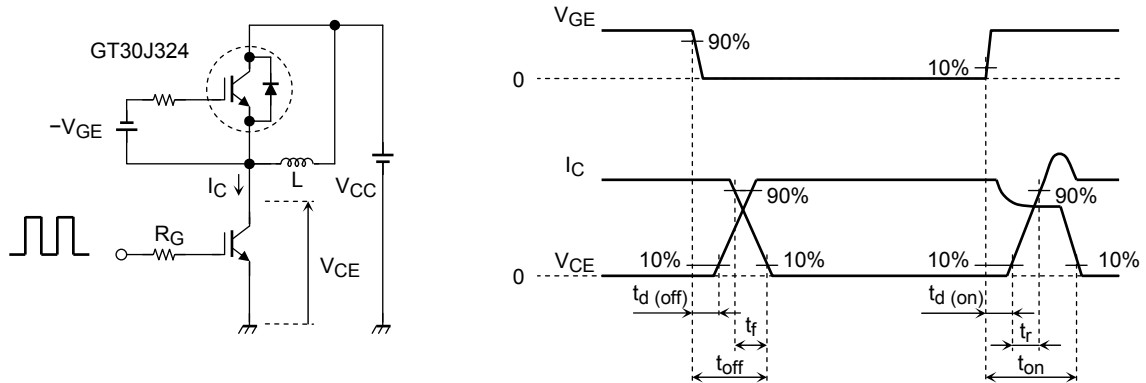 GT30J324
−VGE
IC
L
VCC
RG
VCE
VGE
90%
10%
0
IC
90%
90%
VCE
10%
10%
10%
10%
0
td (off)
td (on)
tf
tr
toff
ton